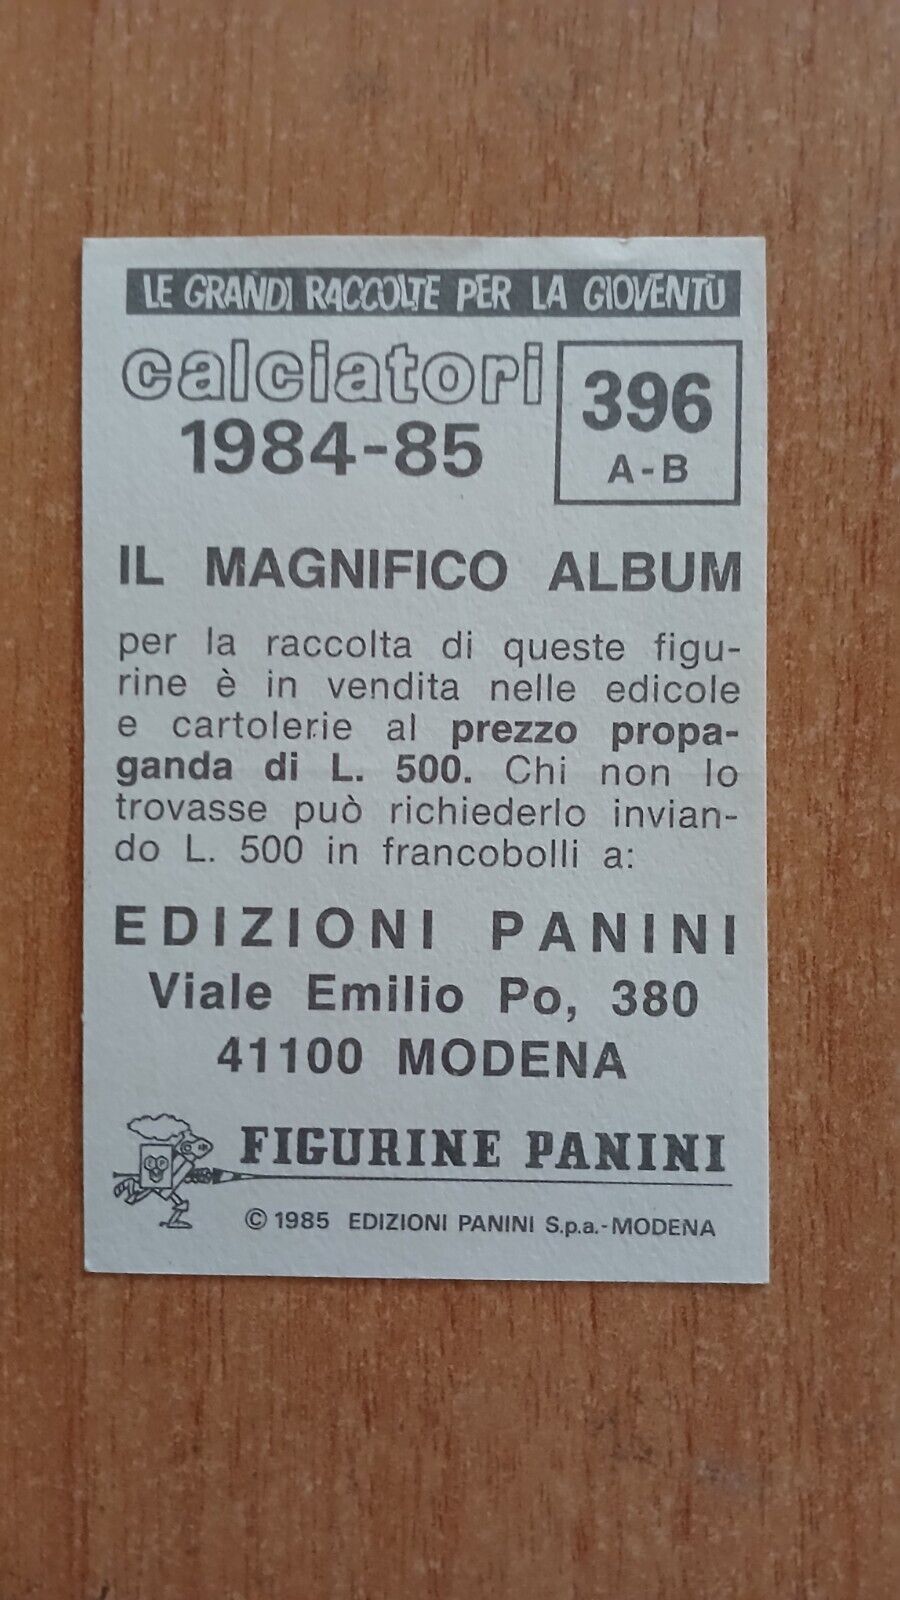 LE GRANDI RACCOLTE PER LA GIOVENTÙ
calciatori
1984-85
396
A-B
IL MAGNIFICO ALBUM
per la raccolta di queste figu-
rine è in vendita nelle edicole
e cartolerie al prezzo propa-
ganda di L. 500. Chi non lo
trovasse può richiederlo invian-
do L. 500 in francobolli a:
EDIZIONI PANINI
Viale Emilio Po, 380
41100 MODENA
FIGURINE PANINI
© 1985 EDIZIONI PANINI S.p.a.-MODENA